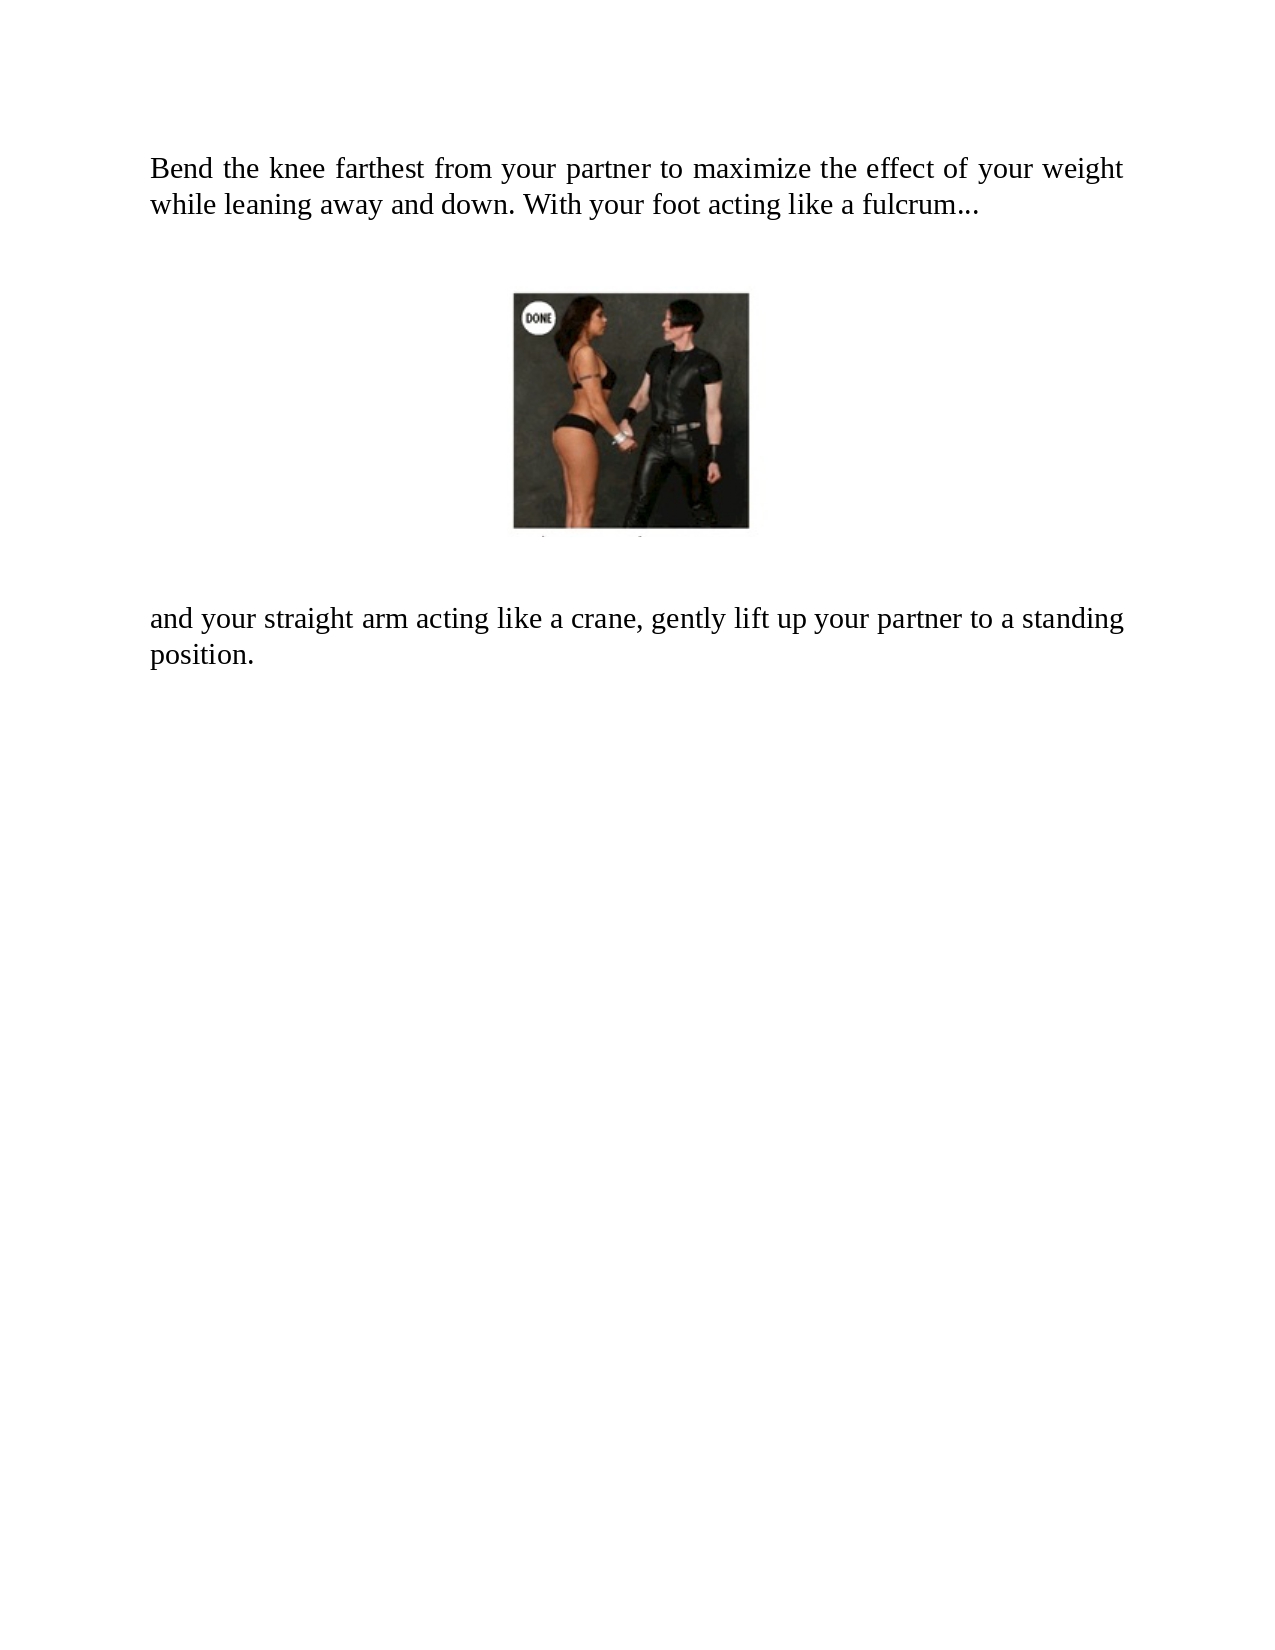 Bend the knee farthest from your partner to maximize the effect of your weight
while leaning away and down. With your foot acting like a fulcrum...
DONE
and your straight arm acting like a crane, gently lift up your partner to a standing
position.